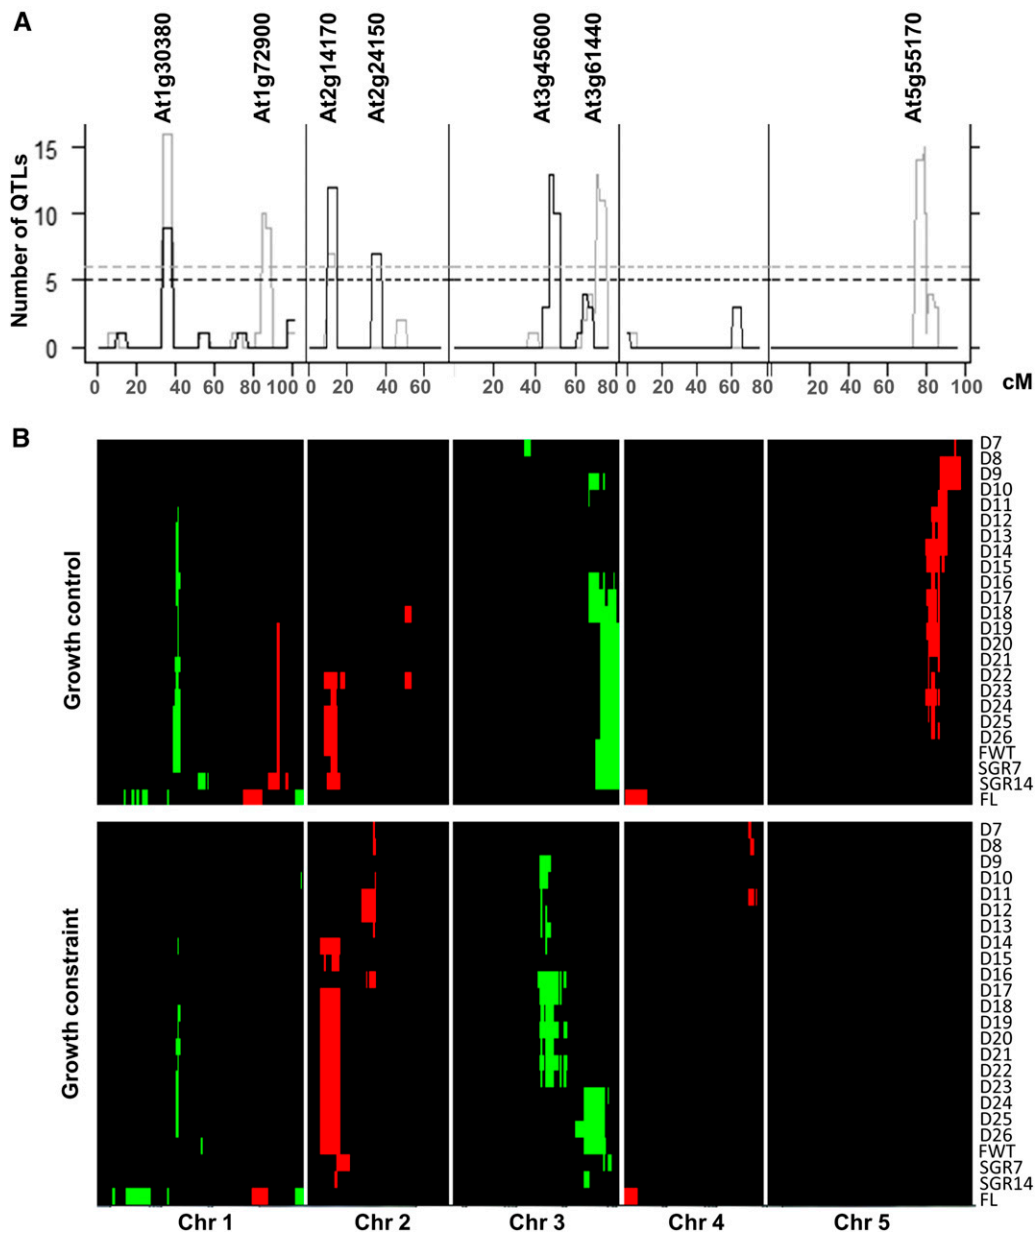 A
At1g30380
At1g72900
At2g14170
At2g24150
At3g45600
At3g61440
At5g55170
Number of QTLs
15
10
5
0
0 20 40 60 80 100 0 20 40 60 20 40 60 80 0 20 40 60 80 20 40 60 80 100 cM
B
Growth control
D7
D8
D9
D10
D11
D12
D13
D14
D15
D16
D17
D18
D19
D20
D21
D22
D23
D24
D25
D26
FWT
SGR7
SGR14
FL
Growth constraint
D7
D8
D9
D10
D11
D12
D13
D14
D15
D16
D17
D18
D19
D20
D21
D22
D23
D24
D25
D26
FWT
SGR7
SGR14
FL
Chr 1 Chr 2 Chr 3 Chr 4 Chr 5